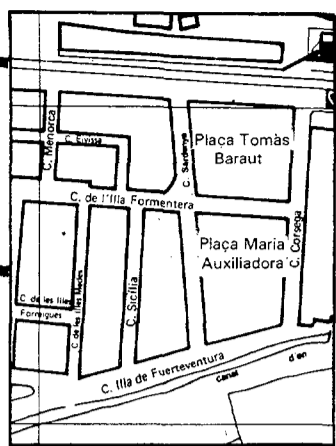 C. Menorca
C. Eivissa
C. Sardenya
Plaça Tomàs
Baraut
C. de l'Illa Formentera
Plaça Maria
Auxiliadora
C. Corsega
C. Sicília
C. de les Illes Medes
C. de les Illes
Formigues
C. Illa de Fuerteventura
canal d'en